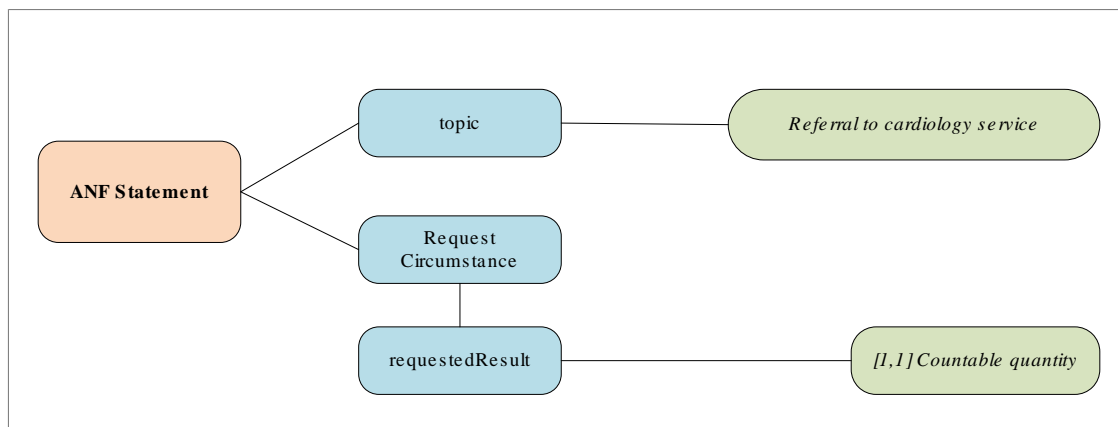 topic
Referral to cardiology service
ANF Statement
Request
Circumstance
requestedResult
[1,1] Countable quantity